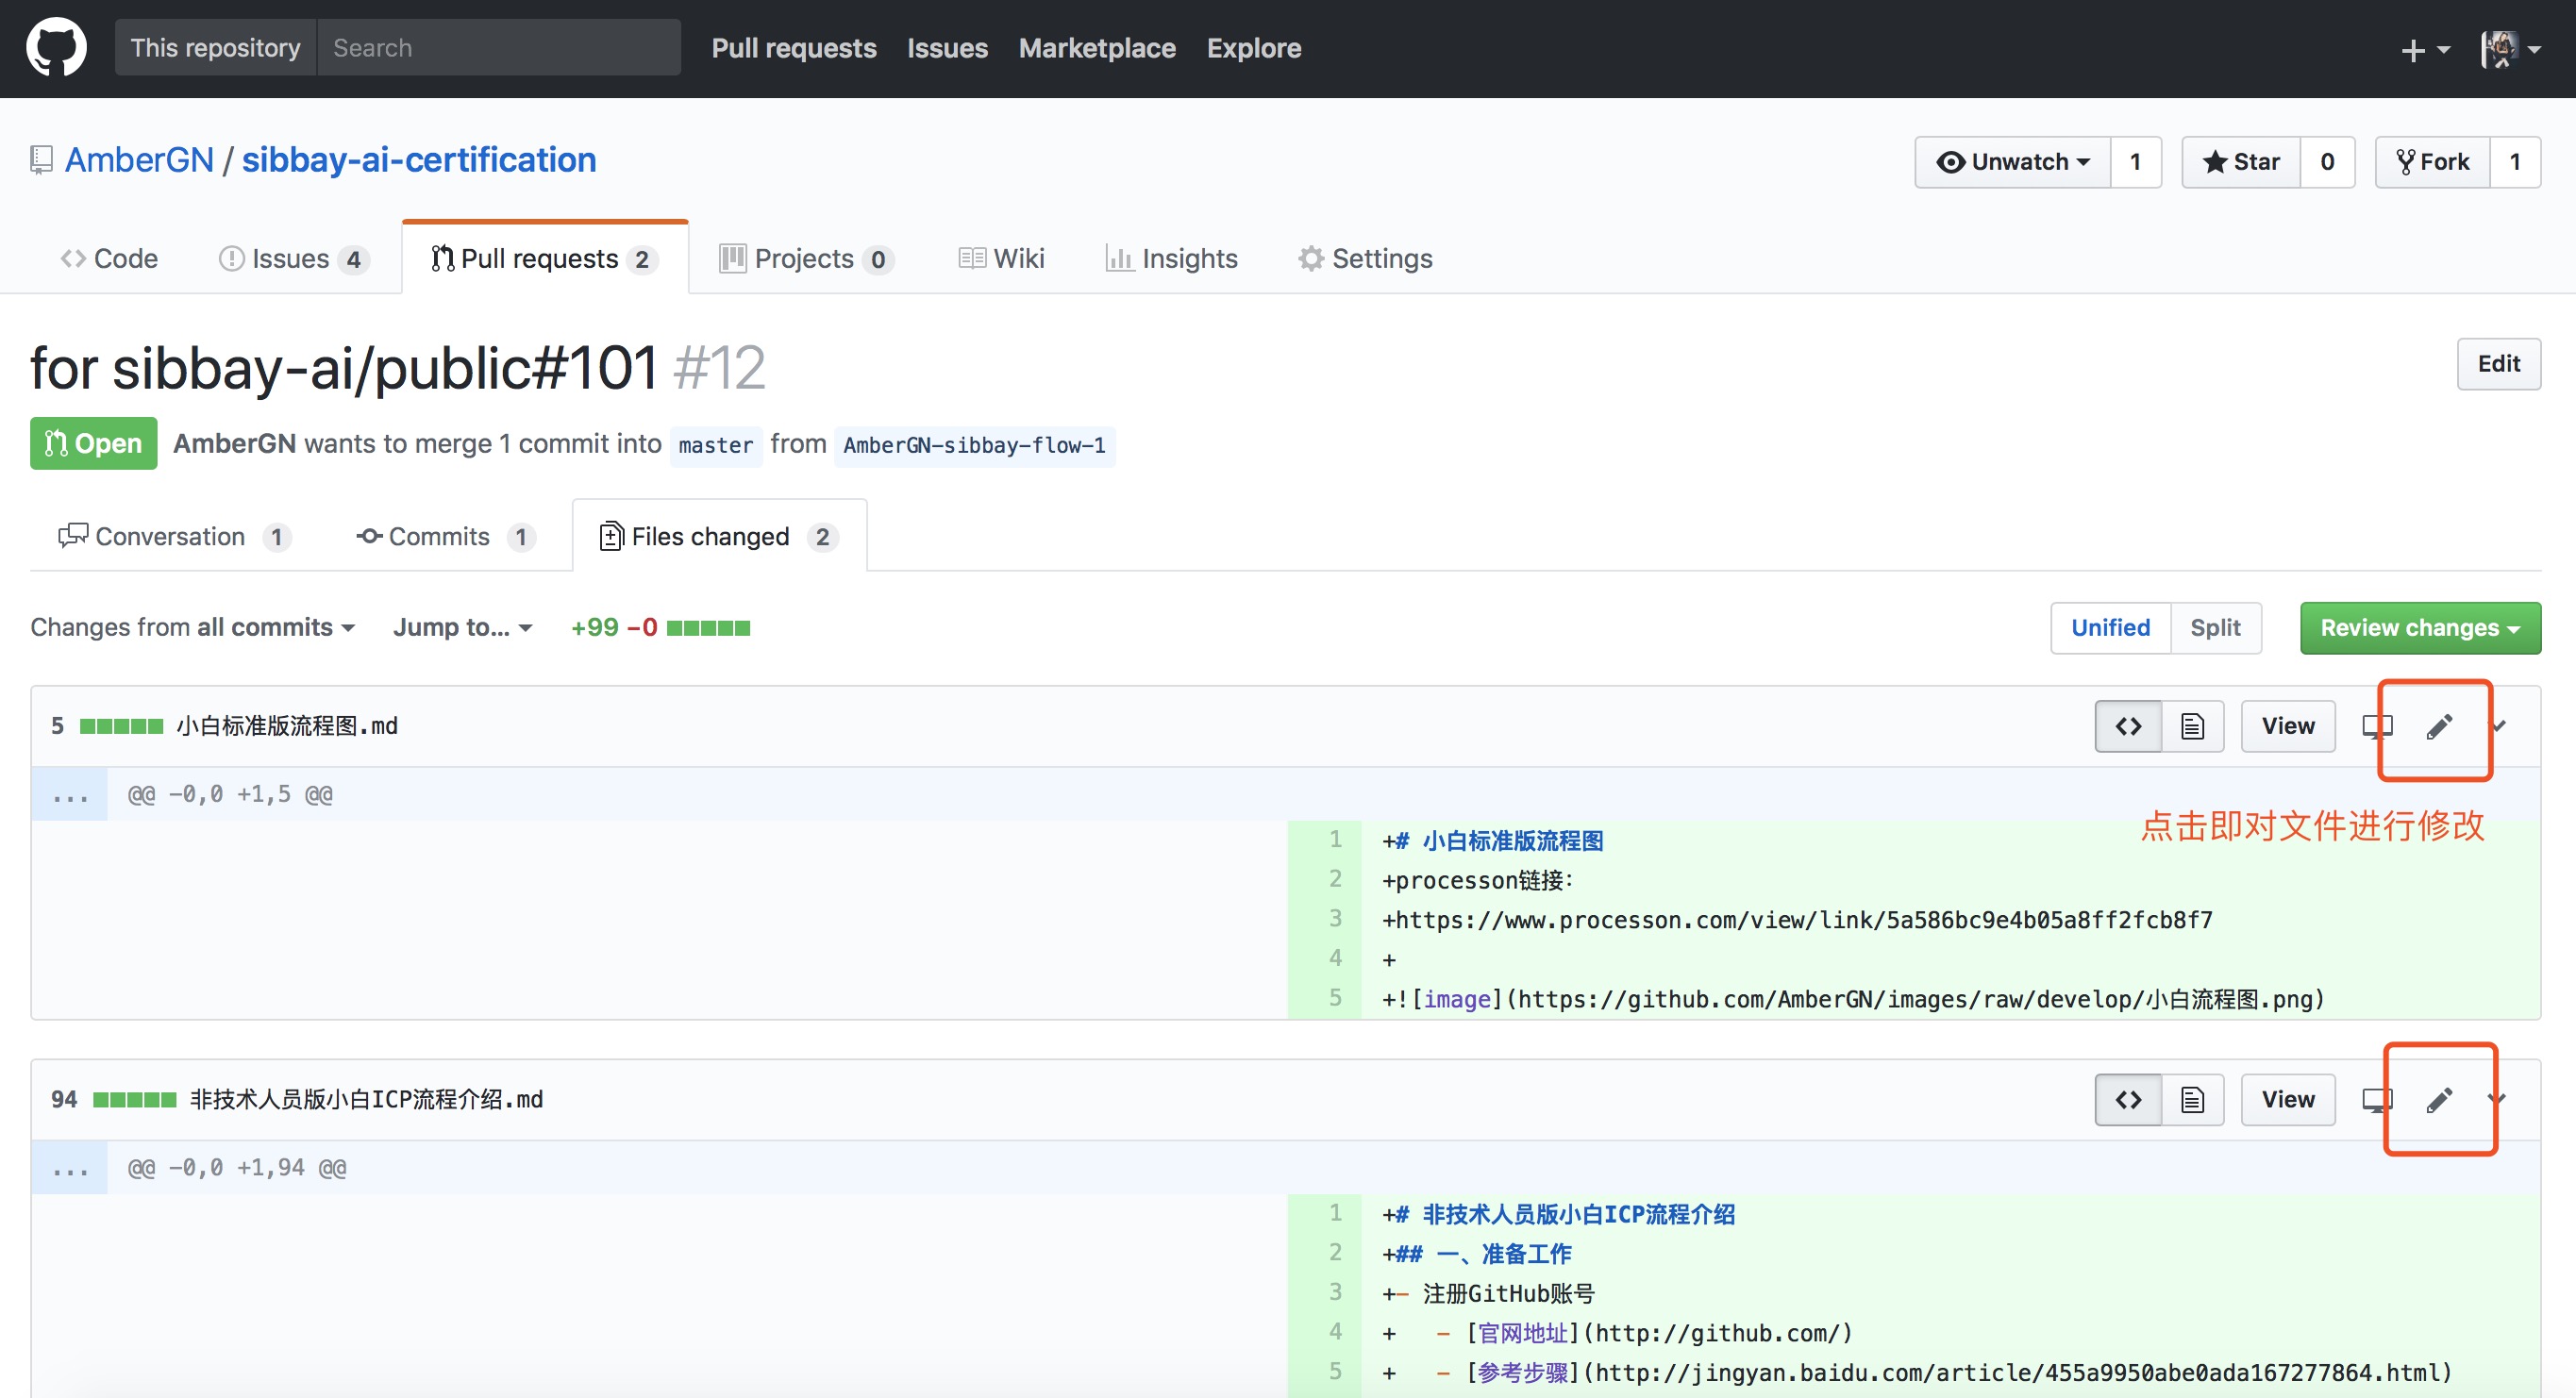 This repository Search Pull requests Issues Marketplace Explore
AmberGN / sibbay-ai-certification Unwatch 1 Star 0 Fork 1
Code Issues 4 Pull requests 2 Projects 0 Wiki Insights Settings
for sibbay-ai/public#101 #12 Edit
Open AmberGN wants to merge 1 commit into master from AmberGN-sibbay-flow-1
Conversation 1 Commits 1 Files changed 2
Changes from all commits Jump to... +99 −0 Unified Split Review changes
5 小白标准版流程图.md View
... @@ -0,0 +1,5 @@
点击即对文件进行修改
1 +# 小白标准版流程图
2 +processon链接：
3 +https://www.processon.com/view/link/5a586bc9e4b05a8ff2fcb8f7
4 +
5 +![image](https://github.com/AmberGN/images/raw/develop/小白流程图.png)
94 非技术人员版小白ICP流程介绍.md View
... @@ -0,0 +1,94 @@
1 +# 非技术人员版小白ICP流程介绍
2 +## 一、准备工作
3 +- 注册GitHub账号
4 + - [官网地址](http://github.com/)
5 + - [参考步骤](http://jingyan.baidu.com/article/455a9950abe0ada167277864.html)